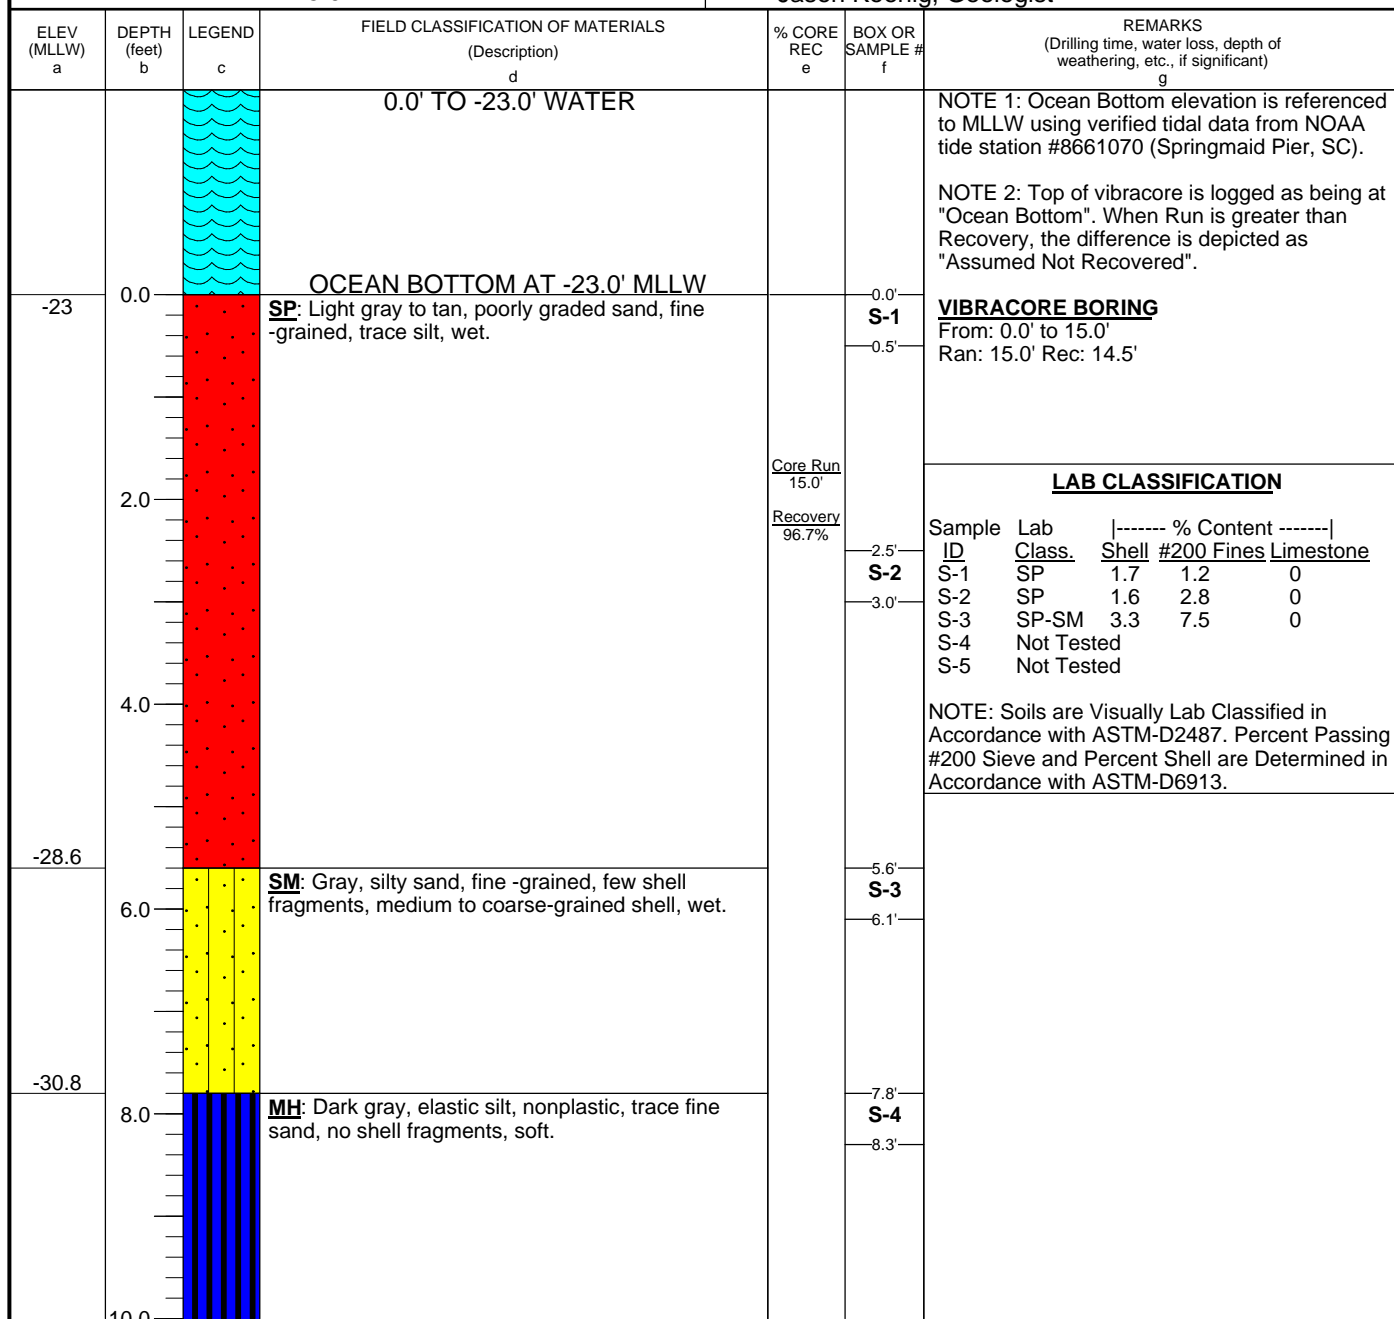 Jason Koenig, Geologist
ELEV
(MLLW)
a
DEPTH
(feet)
b
LEGEND
c
FIELD CLASSIFICATION OF MATERIALS
(Description)
d
% CORE
REC
e
BOX OR
SAMPLE #
f
REMARKS
(Drilling time, water loss, depth of
weathering, etc., if significant)
g
0.0' TO -23.0' WATER
OCEAN BOTTOM AT -23.0' MLLW
-23
0.0
SP: Light gray to tan, poorly graded sand, fine
-grained, trace silt, wet.
2.0
4.0
-28.6
SM: Gray, silty sand, fine -grained, few shell
fragments, medium to coarse-grained shell, wet.
6.0
-30.8
MH: Dark gray, elastic silt, nonplastic, trace fine
sand, no shell fragments, soft.
8.0
10.0
Core Run
15.0'
Recovery
96.7%
0.0'
S-1
0.5'
2.5'
S-2
3.0'
5.6'
S-3
6.1'
7.8'
S-4
8.3'
NOTE 1: Ocean Bottom elevation is referenced
to MLLW using verified tidal data from NOAA
tide station #8661070 (Springmaid Pier, SC).
NOTE 2: Top of vibracore is logged as being at
"Ocean Bottom". When Run is greater than
Recovery, the difference is depicted as
"Assumed Not Recovered".
VIBRACORE BORING
From: 0.0' to 15.0'
Ran: 15.0' Rec: 14.5'
LAB CLASSIFICATION
Sample Lab |------- % Content -------|
ID Class. Shell #200 Fines Limestone
S-1 SP 1.7 1.2 0
S-2 SP 1.6 2.8 0
S-3 SP-SM 3.3 7.5 0
S-4 Not Tested
S-5 Not Tested
NOTE: Soils are Visually Lab Classified in
Accordance with ASTM-D2487. Percent Passing
#200 Sieve and Percent Shell are Determined in
Accordance with ASTM-D6913.